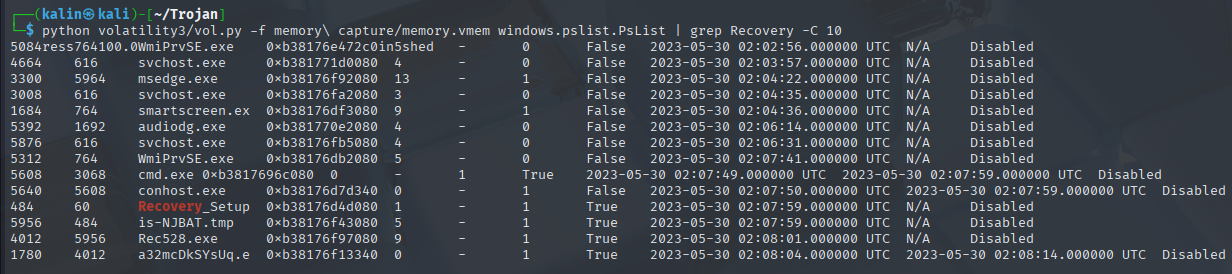 ┌──(kalin㉿kali)-[~/Trojan]
└─$ python volatility3/vol.py -f memory\ capture/memory.vmem windows.pslist.PsList | grep Recovery -C 10
5084ress764100.0WmiPrvSE.exe 0×b38176e472c0in5shed - 0 False 2023-05-30 02:02:56.000000 UTC N/A Disabled
4664 616 svchost.exe 0×b381771d0080 4 - 0 False 2023-05-30 02:03:57.000000 UTC N/A Disabled
3300 5964 msedge.exe 0×b38176f92080 13 - 1 False 2023-05-30 02:04:22.000000 UTC N/A Disabled
3008 616 svchost.exe 0×b38176fa2080 3 - 0 False 2023-05-30 02:04:35.000000 UTC N/A Disabled
1684 764 smartscreen.ex 0×b38176df3080 9 - 1 False 2023-05-30 02:04:36.000000 UTC N/A Disabled
5392 1692 audiodg.exe 0×b381770e2080 4 - 0 False 2023-05-30 02:06:14.000000 UTC N/A Disabled
5876 616 svchost.exe 0×b38176fb5080 4 - 0 False 2023-05-30 02:06:31.000000 UTC N/A Disabled
5312 764 WmiPrvSE.exe 0×b38176db2080 5 - 0 False 2023-05-30 02:07:41.000000 UTC N/A Disabled
5608 3068 cmd.exe 0×b3817696c080 0 - 1 True 2023-05-30 02:07:49.000000 UTC 2023-05-30 02:07:59.000000 UTC Disabled
5640 5608 conhost.exe 0×b38176d7d340 0 - 1 False 2023-05-30 02:07:50.000000 UTC 2023-05-30 02:07:59.000000 UTC Disabled
484 60 Recovery_Setup 0×b38176d4d080 1 - 1 True 2023-05-30 02:07:59.000000 UTC N/A Disabled
5956 484 is-NJBAT.tmp 0×b38176f43080 5 - 1 True 2023-05-30 02:07:59.000000 UTC N/A Disabled
4012 5956 Rec528.exe 0×b38176f97080 9 - 1 True 2023-05-30 02:08:01.000000 UTC N/A Disabled
1780 4012 a32mcDkSYsUq.e 0×b38176f13340 0 - 1 True 2023-05-30 02:08:04.000000 UTC 2023-05-30 02:08:14.000000 UTC Disabled